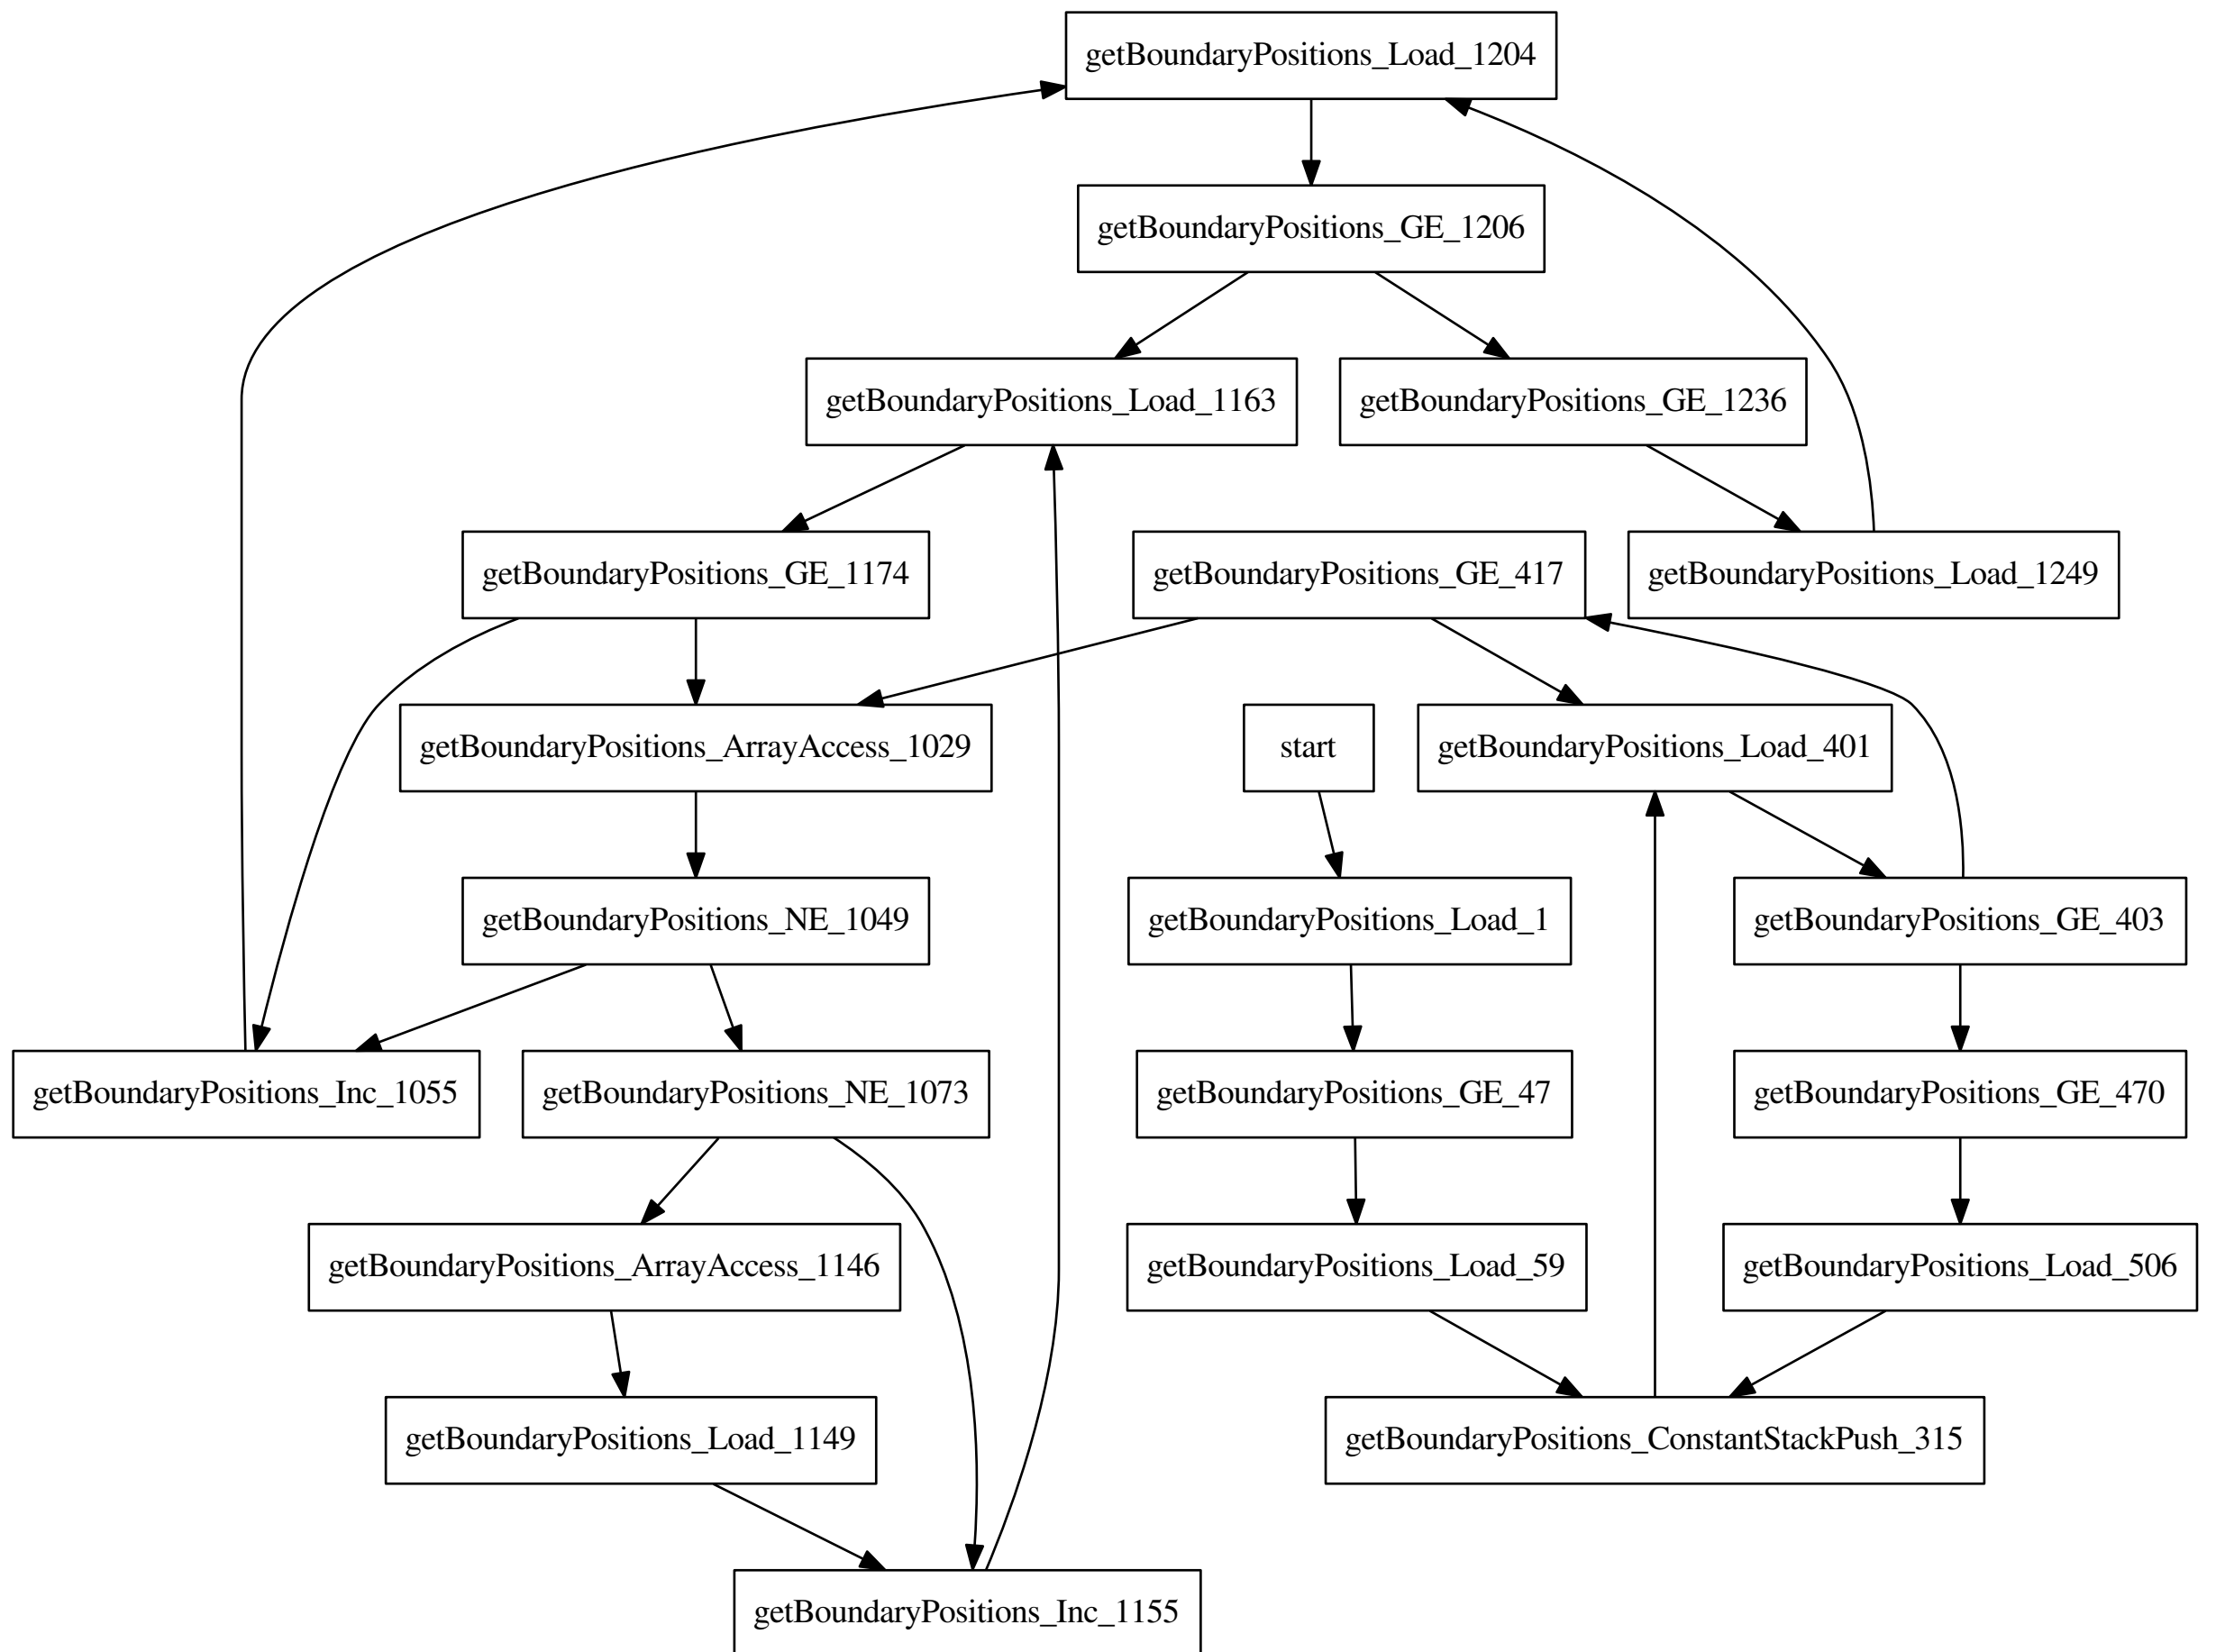 getBoundaryPositions_Load_1204
getBoundaryPositions_GE_1206
getBoundaryPositions_Load_1163
getBoundaryPositions_GE_1236
getBoundaryPositions_GE_1174
getBoundaryPositions_GE_417
getBoundaryPositions_Load_1249
getBoundaryPositions_ArrayAccess_1029
start
getBoundaryPositions_Load_401
getBoundaryPositions_NE_1049
getBoundaryPositions_Load_1
getBoundaryPositions_GE_403
getBoundaryPositions_Inc_1055
getBoundaryPositions_NE_1073
getBoundaryPositions_GE_47
getBoundaryPositions_GE_470
getBoundaryPositions_ArrayAccess_1146
getBoundaryPositions_Load_59
getBoundaryPositions_Load_506
getBoundaryPositions_Load_1149
getBoundaryPositions_ConstantStackPush_315
getBoundaryPositions_Inc_1155